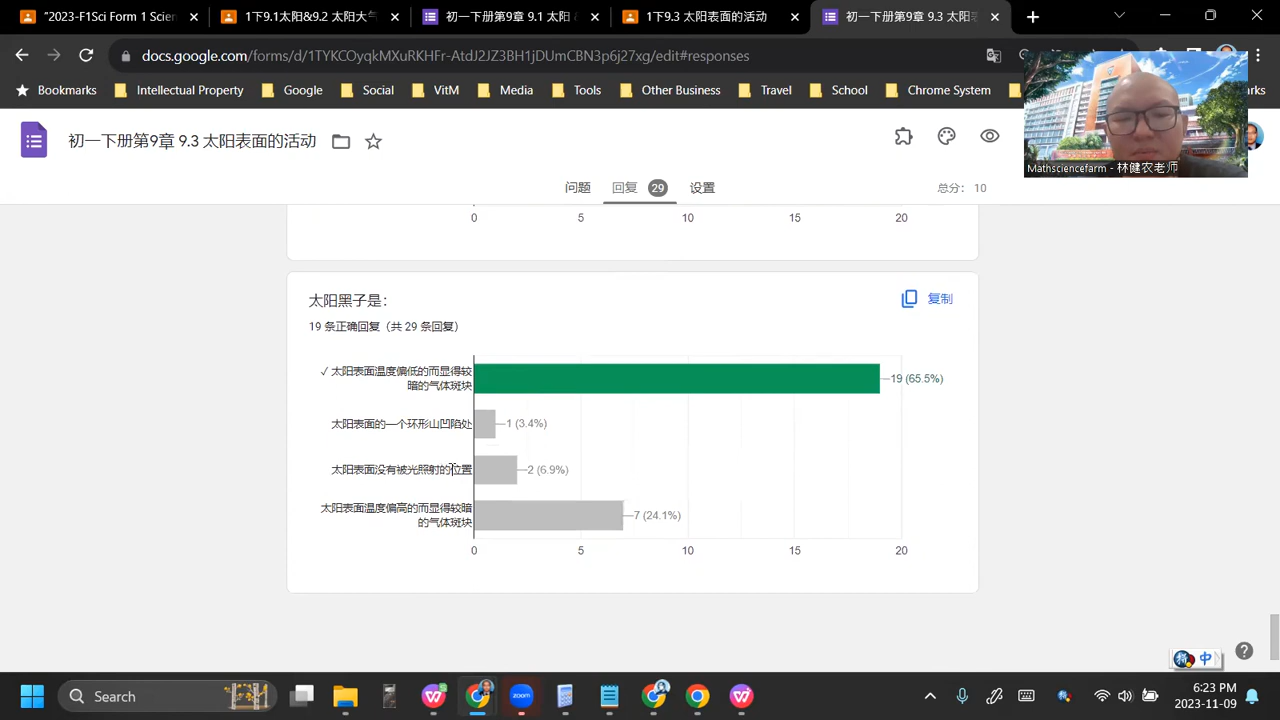 "2023-F1Sci Form 1 Scien
1下9.1太阳&9.2 太阳大气
初一下册第9章 9.1 太阳 &
1下9.3 太阳表面的活动
初一下册第9章 9.3 太阳表
docs.google.com/forms/d/1TYKCOyqkMXuRKHFr-AtdJ2JZ3BH1iDUmCBN3p6j27xg/edit#responses
Bookmarks
Intellectual Property
Google
Social
VitM
Media
Tools
Other Business
Travel
School
Chrome System
arks
Mathsciencefarm - 林健农老师
初一下册第9章 9.3 太阳表面的活动
问题
回复
29
设置
总分： 10
0
5
10
15
20
太阳黑子是：
复制
19 条正确回复（共 29 条回复）
✓ 太阳表面温度偏低的而显得较
暗的气体斑块
19 (65.5%)
太阳表面的一个环形山凹陷处
1 (3.4%)
太阳表面没有被光照射的位置
2 (6.9%)
太阳表面温度偏高的而显得较暗
的气体斑块
7 (24.1%)
0
5
10
15
20
中
Search
6:23 PM
2023-11-09